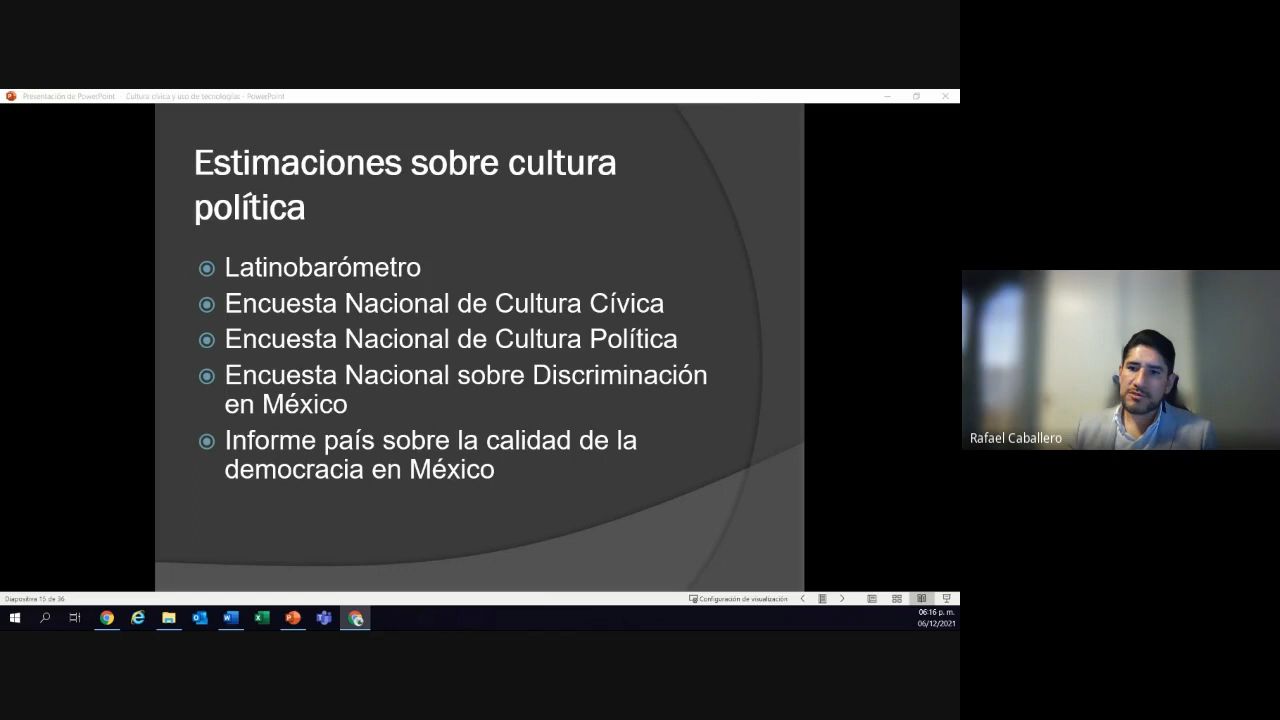 Presentación de PowerPoint - Cultura cívica y uso de tecnologías - PowerPoint
Estimaciones sobre cultura
política
Latinobarómetro
Encuesta Nacional de Cultura Cívica
Encuesta Nacional de Cultura Política
Encuesta Nacional sobre Discriminación
en México
Informe país sobre la calidad de la
democracia en México
Rafael Caballero
Diapositiva 15 de 36
Configuración de visualización
06:16 p. m.
06/12/2021